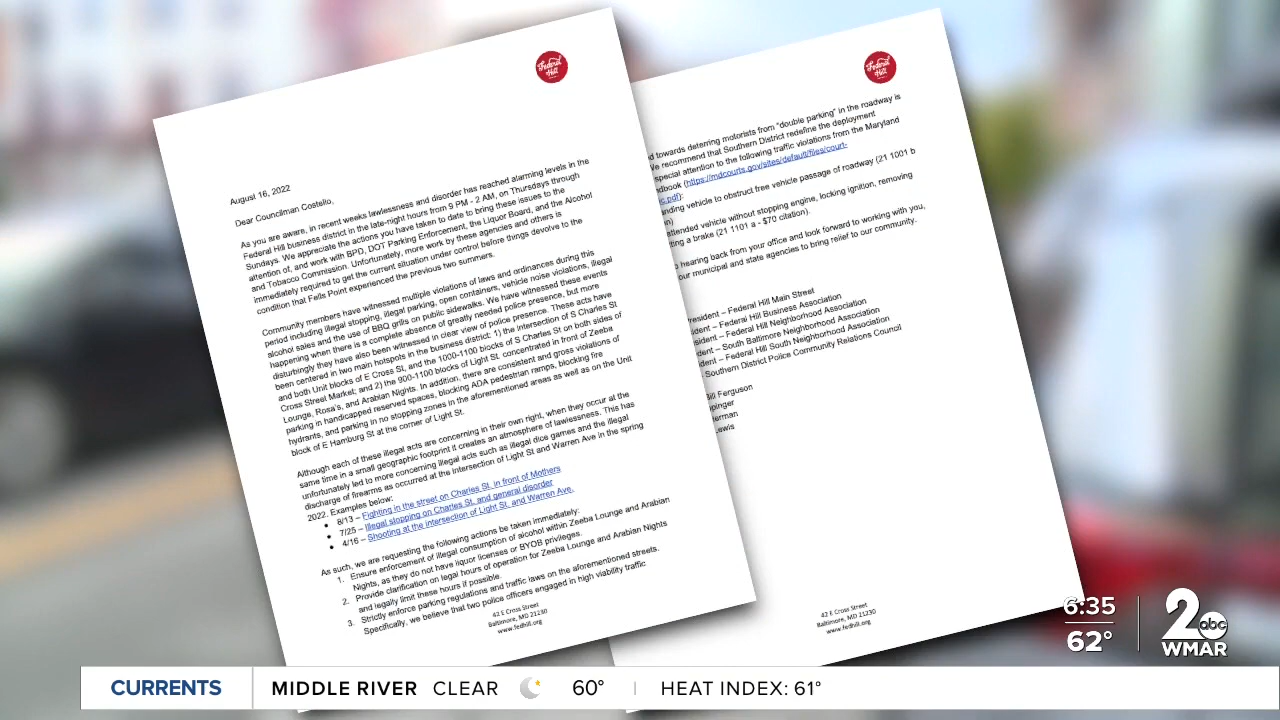 Federal
Hill
August 16, 2022
Dear Councilman Costello,
As you are aware, in recent weeks lawlessness and disorder has reached alarming levels in the
Federal Hill business district in the late-night hours from 9 PM - 2 AM, on Thursdays through
Sundays. We appreciate the actions you have taken to date to bring these issues to the
attention of, and work with BPD, DOT Parking Enforcement, the Liquor Board, and the Alcohol
and Tobacco Commission. Unfortunately, more work by these agencies and others is
immediately required to get the current situation under control before things devolve to the
condition that Fells Point experienced the previous two summers.
Community members have witnessed multiple violations of laws and ordinances during this
period including illegal stopping, illegal parking, open containers, vehicle noise violations, illegal
alcohol sales and the use of BBQ grills on public sidewalks. We have witnessed these events
happening when there is a complete absence of greatly needed police presence, but more
disturbingly they have also been witnessed in clear view of police presence. These acts have
been centered in two main hotspots in the business district: 1) the intersection of S Charles St
and both Unit blocks of E Cross St, and the 1000-1100 blocks of S Charles St on both sides of
Cross Street Market; and 2) the 900-1100 blocks of Light St. concentrated in front of Zeeba
Lounge, Rosa's, and Arabian Nights. In addition, there are consistent and gross violations of
parking in handicapped reserved spaces, blocking ADA pedestrian ramps, blocking fire
hydrants, and parking in no stopping zones in the aforementioned areas as well as on the Unit
block of E Hamburg St at the corner of Light St.
Although each of these illegal acts are concerning in their own right, when they occur at the
same time in a small geographic footprint it creates an atmosphere of lawlessness. This has
unfortunately led to more concerning illegal acts such as illegal dice games and the illegal
discharge of firearms as occurred at the intersection of Light St and Warren Ave in the spring
2022. Examples below:
• 8/13 – Fighting in the street on Charles St. in front of Mothers
• 7/25 – Illegal stopping on Charles St. and general disorder
• 4/16 – Shooting at the intersection of Light St. and Warren Ave.
As such, we are requesting the following actions be taken immediately:
1. Ensure enforcement of illegal consumption of alcohol within Zeeba Lounge and Arabian
Nights, as they do not have liquor licenses or BYOB privileges.
2. Provide clarification on legal hours of operation for Zeeba Lounge and Arabian Nights
and legally limit these hours if possible.
3. Strictly enforce parking regulations and traffic laws on the aforementioned streets.
Specifically, we believe that two police officers engaged in high viability traffic
42 E Cross Street
Baltimore, MD 21230
www.fedhill.org
Federal
Hill
d towards deterring motorists from "double parking" in the roadway is
We recommend that Southern District redefine the deployment
special attention to the following traffic violations from the Maryland
dbook (https://mdcourts.gov/sites/default/files/court-
ic.pdf):
nding vehicle to obstruct free vehicle passage of roadway (21 1001 b
on)
attended vehicle without stopping engine, locking ignition, removing
ting a brake (21 1101 a - $70 citation).
o hearing back from your office and look forward to working with you,
our municipal and state agencies to bring relief to our community.
resident – Federal Hill Main Street
ident – Federal Hill Business Association
sident – Federal Hill Neighborhood Association
dent – South Baltimore Neighborhood Association
dent – Federal Hill South Neighborhood Association
Southern District Police Community Relations Council
Bill Ferguson
pinger
erman
Lewis
42 E Cross Street
Baltimore, MD 21230
www.fedhill.org
6:35
62°
2 abc
WMAR
CURRENTS MIDDLE RIVER CLEAR 60° HEAT INDEX: 61°